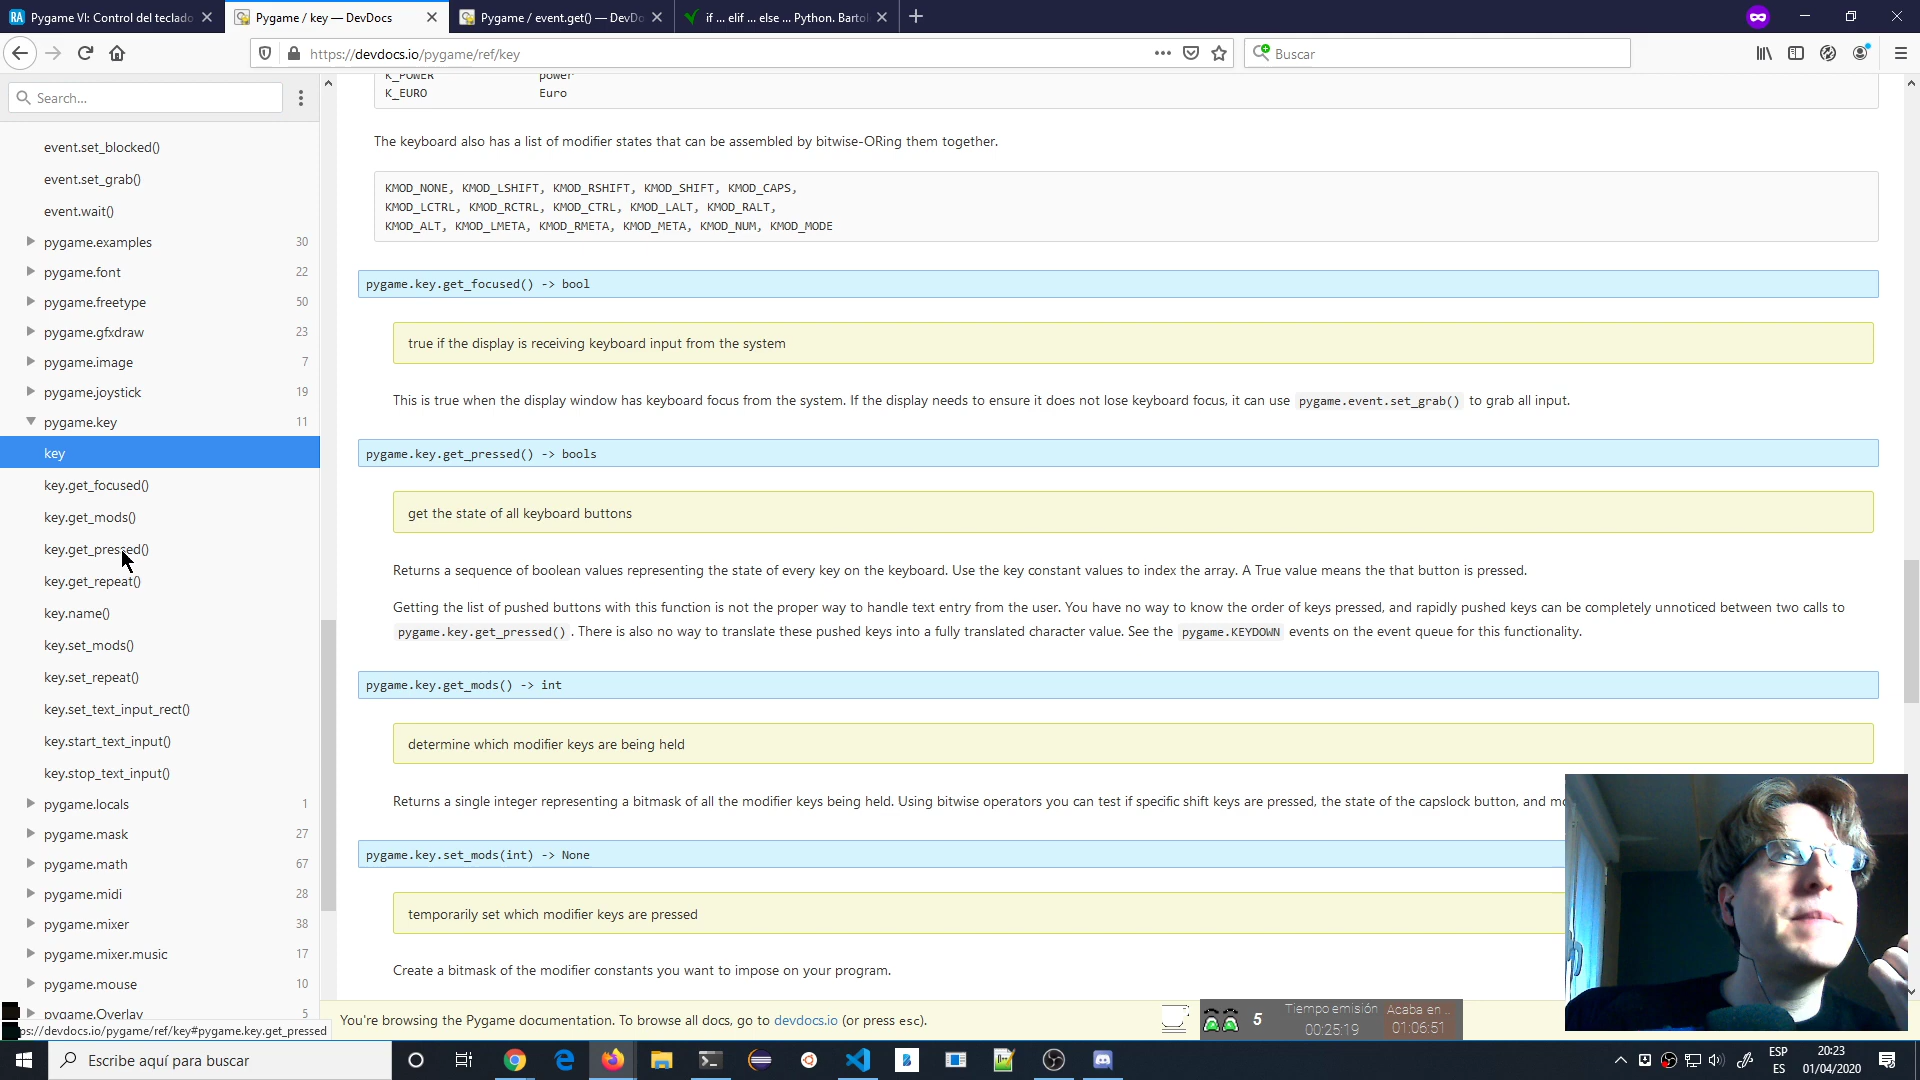 Pygame VI: Control del teclado
Pygame / key — DevDocs
Pygame / event.get() — DevDo
if ... elif ... else ... Python. Bartol
https://devdocs.io/pygame/ref/key
Buscar
Search...
event.set_blocked()
event.set_grab()
event.wait()
pygame.examples 30
pygame.font 22
pygame.freetype 50
pygame.gfxdraw 23
pygame.image 7
pygame.joystick 19
pygame.key 11
key
key.get_focused()
key.get_mods()
key.get_pressed()
key.get_repeat()
key.name()
key.set_mods()
key.set_repeat()
key.set_text_input_rect()
key.start_text_input()
key.stop_text_input()
pygame.locals 1
pygame.mask 27
pygame.math 67
pygame.midi 28
pygame.mixer 38
pygame.mixer.music 17
pygame.mouse 10
pygame.Overlay 5
ps://devdocs.io/pygame/ref/key#pygame.key.get_pressed
K_POWER power
K_EURO Euro
The keyboard also has a list of modifier states that can be assembled by bitwise-ORing them together.
KMOD_NONE, KMOD_LSHIFT, KMOD_RSHIFT, KMOD_SHIFT, KMOD_CAPS,
KMOD_LCTRL, KMOD_RCTRL, KMOD_CTRL, KMOD_LALT, KMOD_RALT,
KMOD_ALT, KMOD_LMETA, KMOD_RMETA, KMOD_META, KMOD_NUM, KMOD_MODE
pygame.key.get_focused() -> bool
true if the display is receiving keyboard input from the system
This is true when the display window has keyboard focus from the system. If the display needs to ensure it does not lose keyboard focus, it can use pygame.event.set_grab() to grab all input.
pygame.key.get_pressed() -> bools
get the state of all keyboard buttons
Returns a sequence of boolean values representing the state of every key on the keyboard. Use the key constant values to index the array. A True value means the that button is pressed.
Getting the list of pushed buttons with this function is not the proper way to handle text entry from the user. You have no way to know the order of keys pressed, and rapidly pushed keys can be completely unnoticed between two calls to
pygame.key.get_pressed() . There is also no way to translate these pushed keys into a fully translated character value. See the pygame.KEYDOWN events on the event queue for this functionality.
pygame.key.get_mods() -> int
determine which modifier keys are being held
Returns a single integer representing a bitmask of all the modifier keys being held. Using bitwise operators you can test if specific shift keys are pressed, the state of the capslock button, and mo
pygame.key.set_mods(int) -> None
temporarily set which modifier keys are pressed
Create a bitmask of the modifier constants you want to impose on your program.
You're browsing the Pygame documentation. To browse all docs, go to devdocs.io (or press esc).
5
Tiempo emisión
00:25:19
Acaba en ..
01:06:51
Escribe aquí para buscar
ESP
ES
20:23
01/04/2020